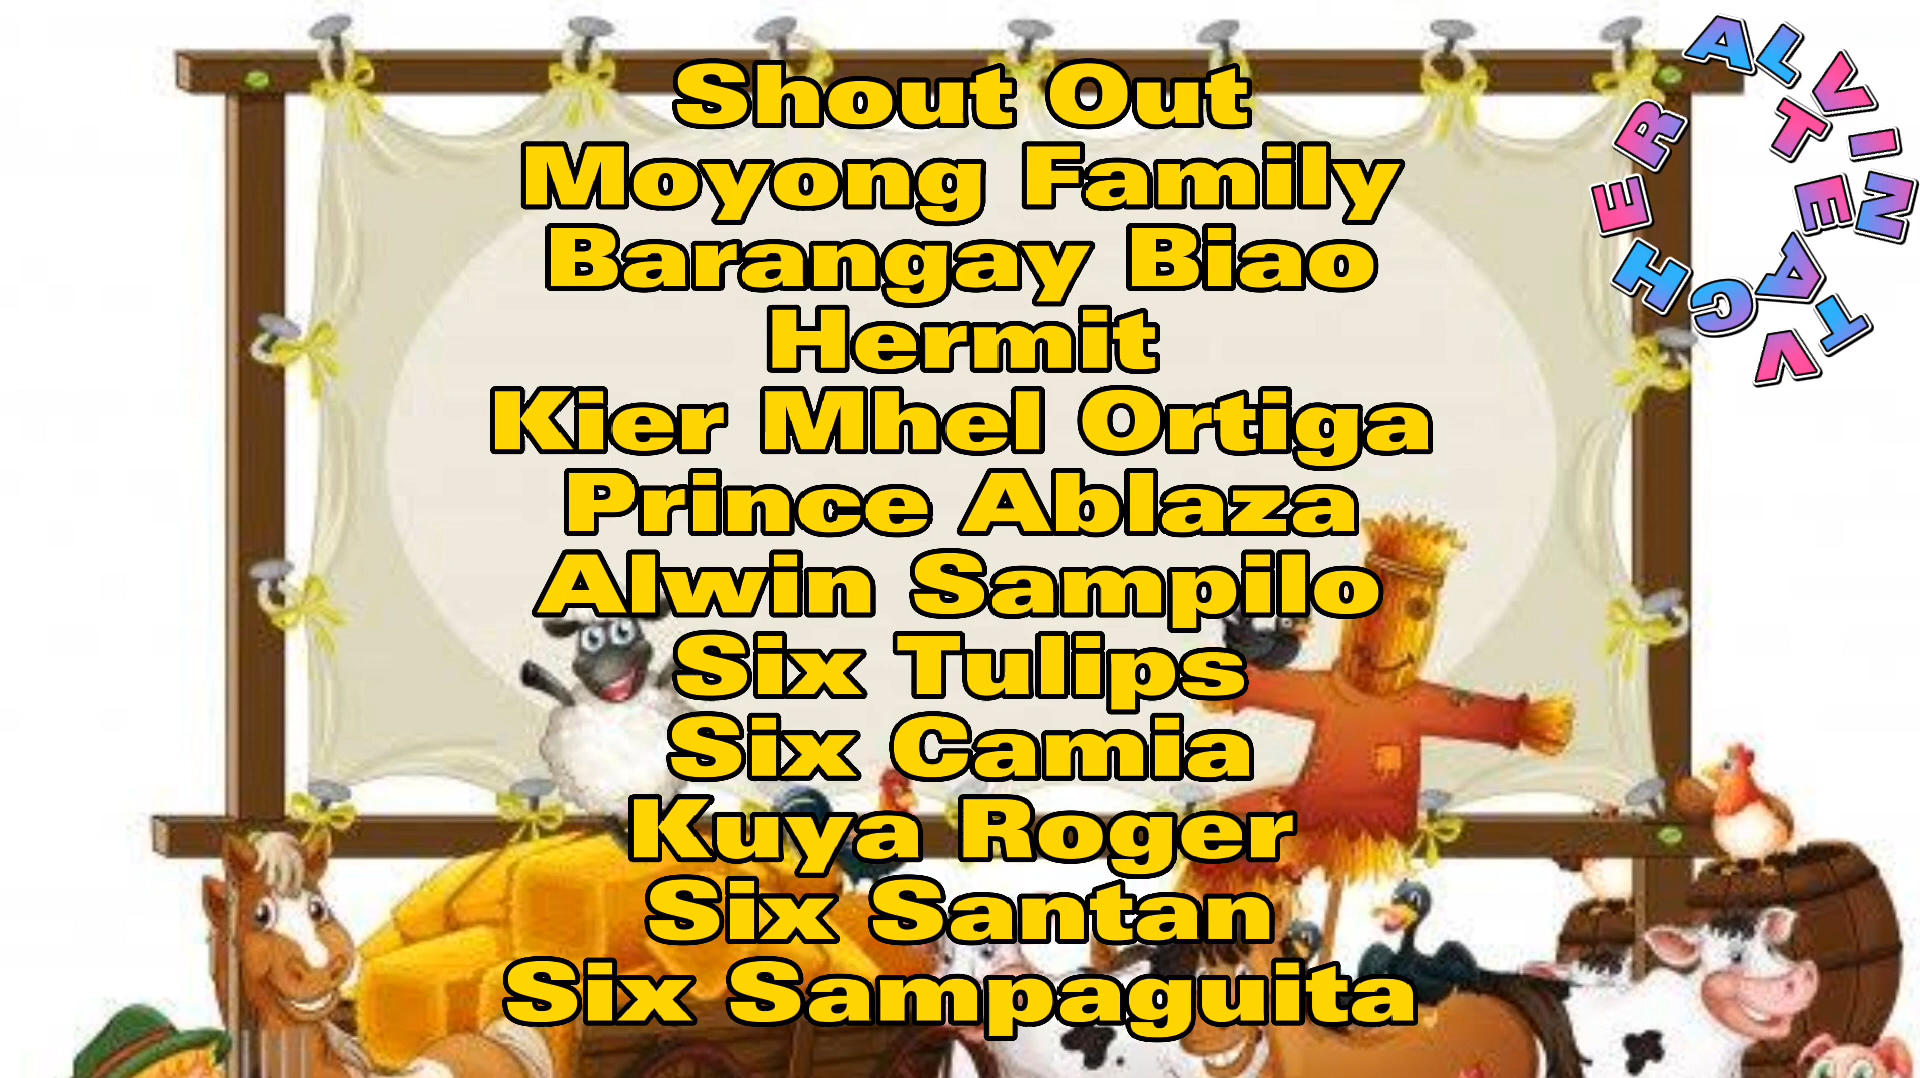 Shout Out
Moyong Family
Barangay Biao
Hermit
Kier Mhel Ortiga
Prince Ablaza
Alwin Sampilo
Six Tulips
Six Camia
Kuya Roger
Six Santan
Six Sampaguita
TEACHER ALVIN TV